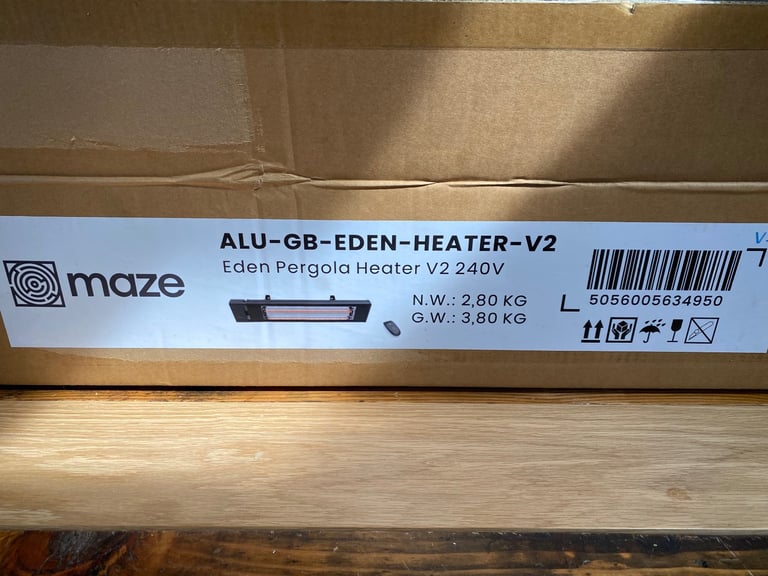 maze
ALU-GB-EDEN-HEATER-V2
Eden Pergola Heater V2 240V
N.W.: 2,80 KG
G.W.: 3,80 KG
5056005634950